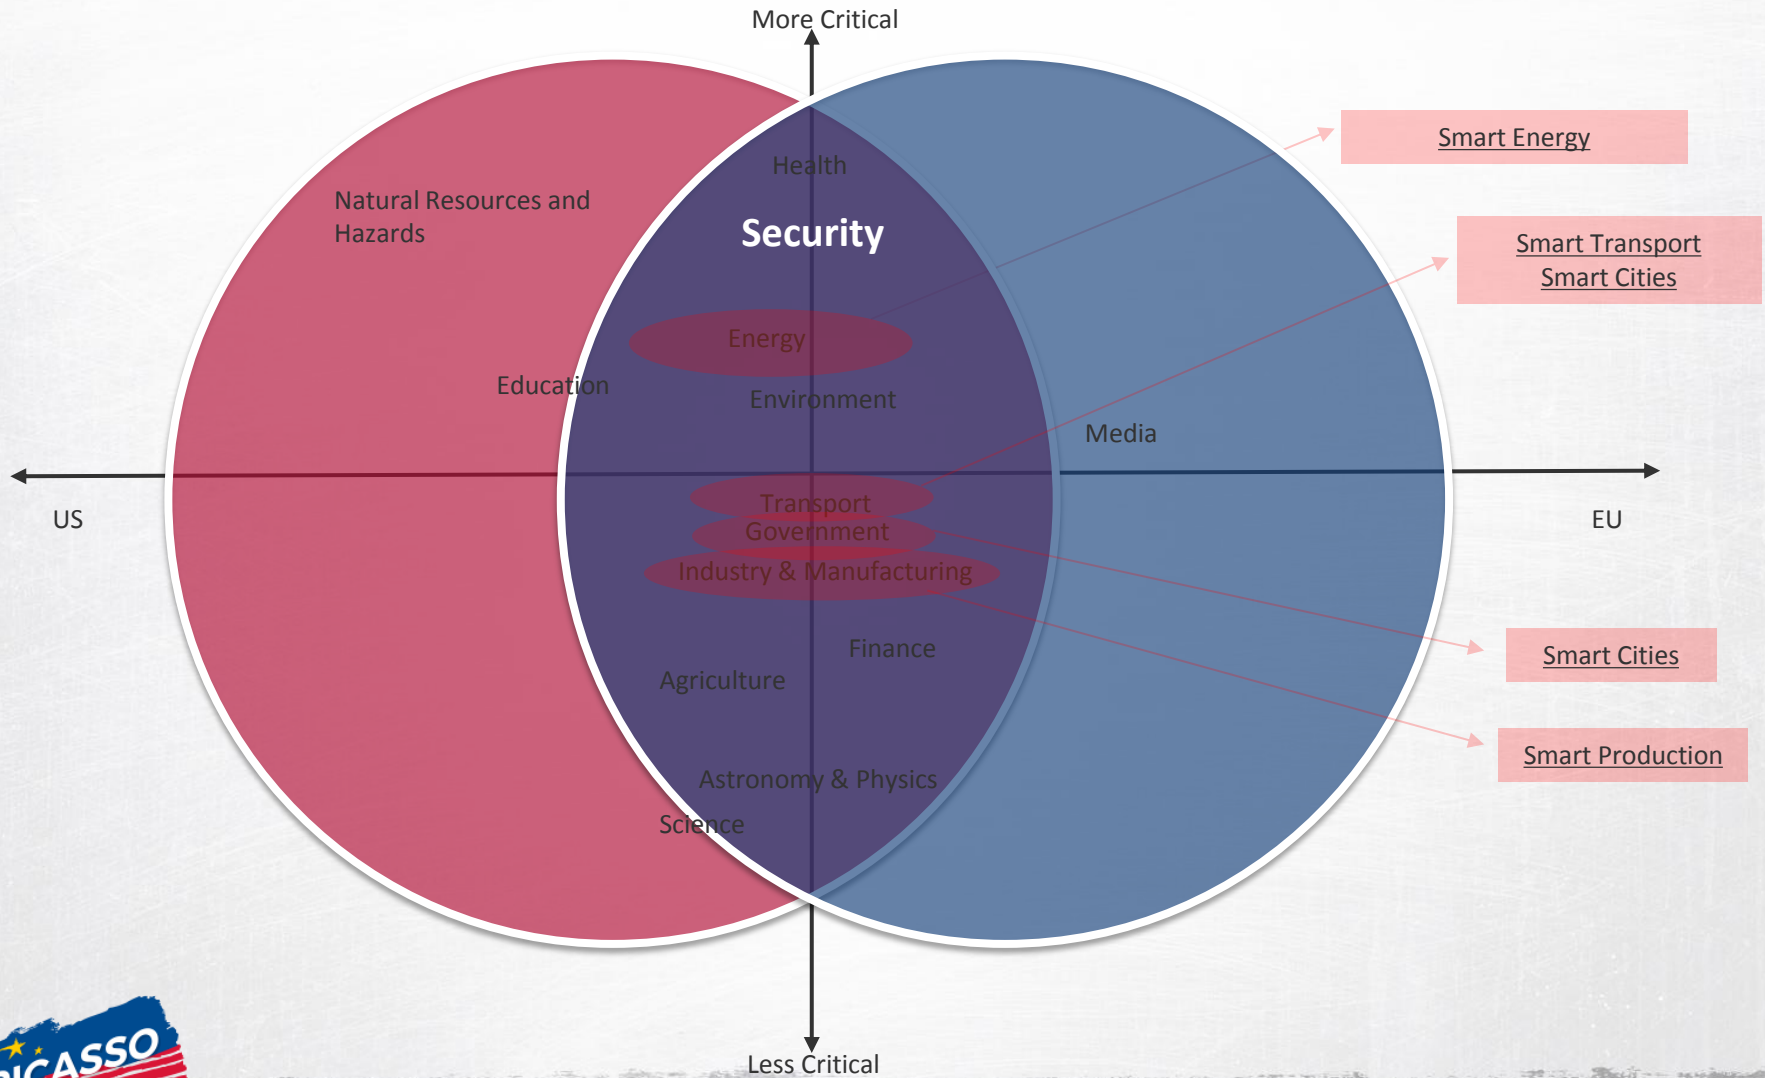 More Critical
Health
Smart Energy
Natural Resources and
Hazards
Security
Smart Transport
Smart Cities
Energy
Education
Environment
Media
US
Transport
EU
Government
Industry & Manufacturing
Finance
Smart Cities
Agriculture
Smart Production
Astronomy & Physics
Science
PICASSO
Less Critical